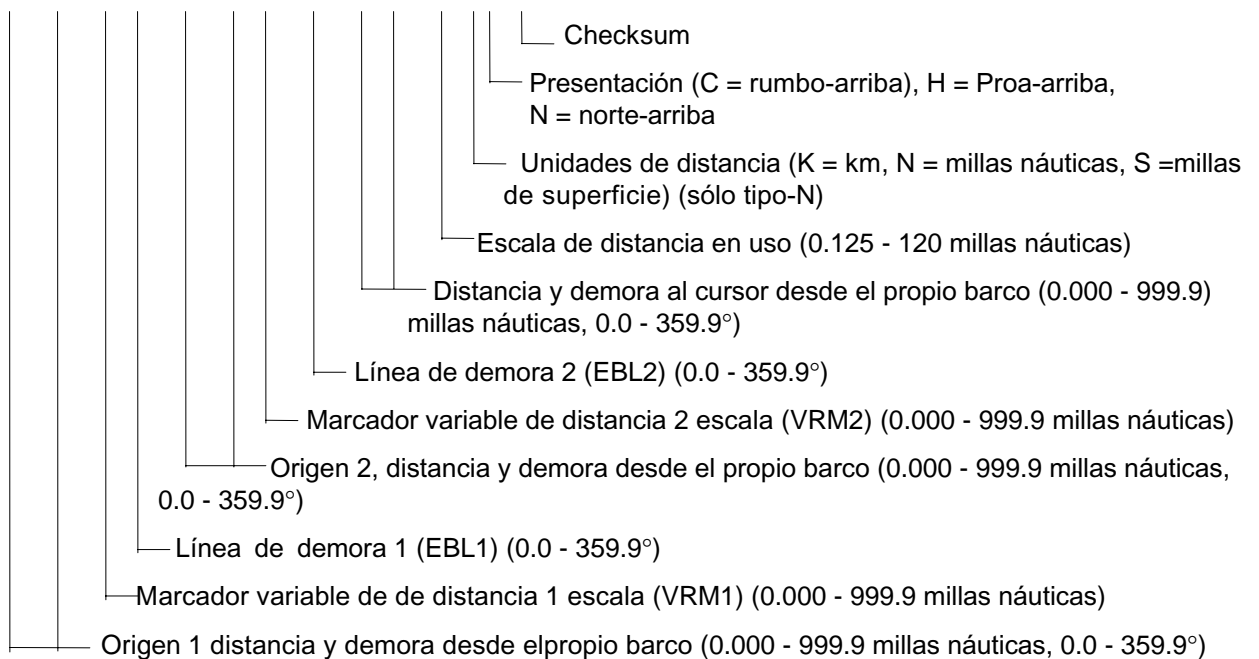 Checksum
Presentación (C = rumbo-arriba), H = Proa-arriba,
N = norte-arriba
Unidades de distancia (K = km, N = millas náuticas, S =millas
de superficie) (sólo tipo-N)
Escala de distancia en uso (0.125 - 120 millas náuticas)
Distancia y demora al cursor desde el propio barco (0.000 - 999.9)
millas náuticas, 0.0 - 359.9°)
Línea de demora 2 (EBL2) (0.0 - 359.9°)
Marcador variable de distancia 2 escala (VRM2) (0.000 - 999.9 millas náuticas)
Origen 2, distancia y demora desde el propio barco (0.000 - 999.9 millas náuticas,
0.0 - 359.9°)
Línea de demora 1 (EBL1) (0.0 - 359.9°)
Marcador variable de de distancia 1 escala (VRM1) (0.000 - 999.9 millas náuticas)
Origen 1 distancia y demora desde elpropio barco (0.000 - 999.9 millas náuticas, 0.0 - 359.9°)